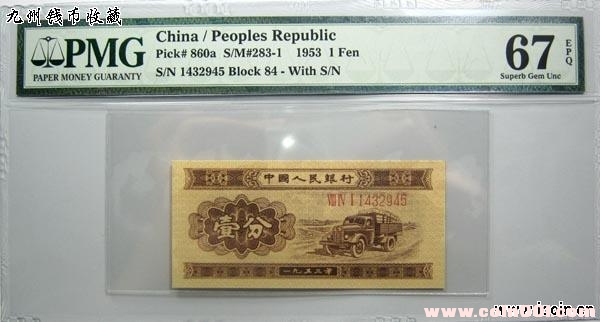 九州钱币收藏
PMG
PAPER MONEY GUARANTY
China / Peoples Republic
Pick# 860a S/M#283-1 1953 1 Fen
S/N 1432945 Block 84 - With S/N
67
EPQ
Superb Gem Unc
中國人民銀行
VIII IV I 1432945
壹分
一九五三年